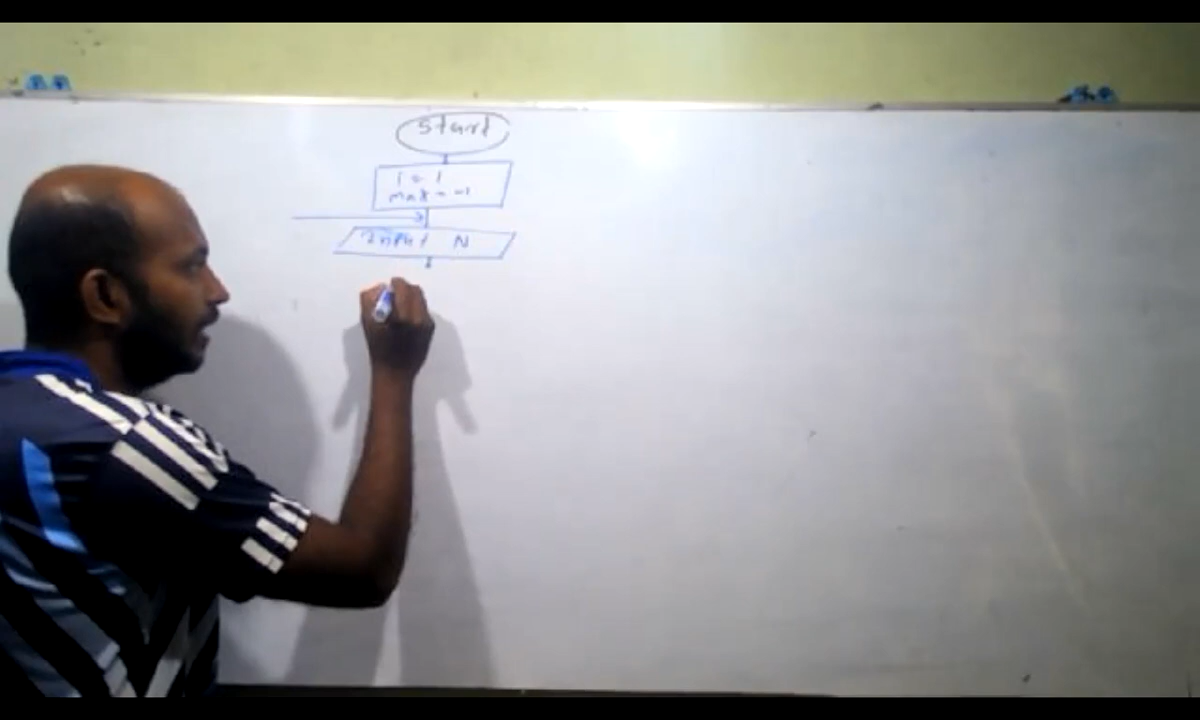 Start
i = 1
max = -1
Input N